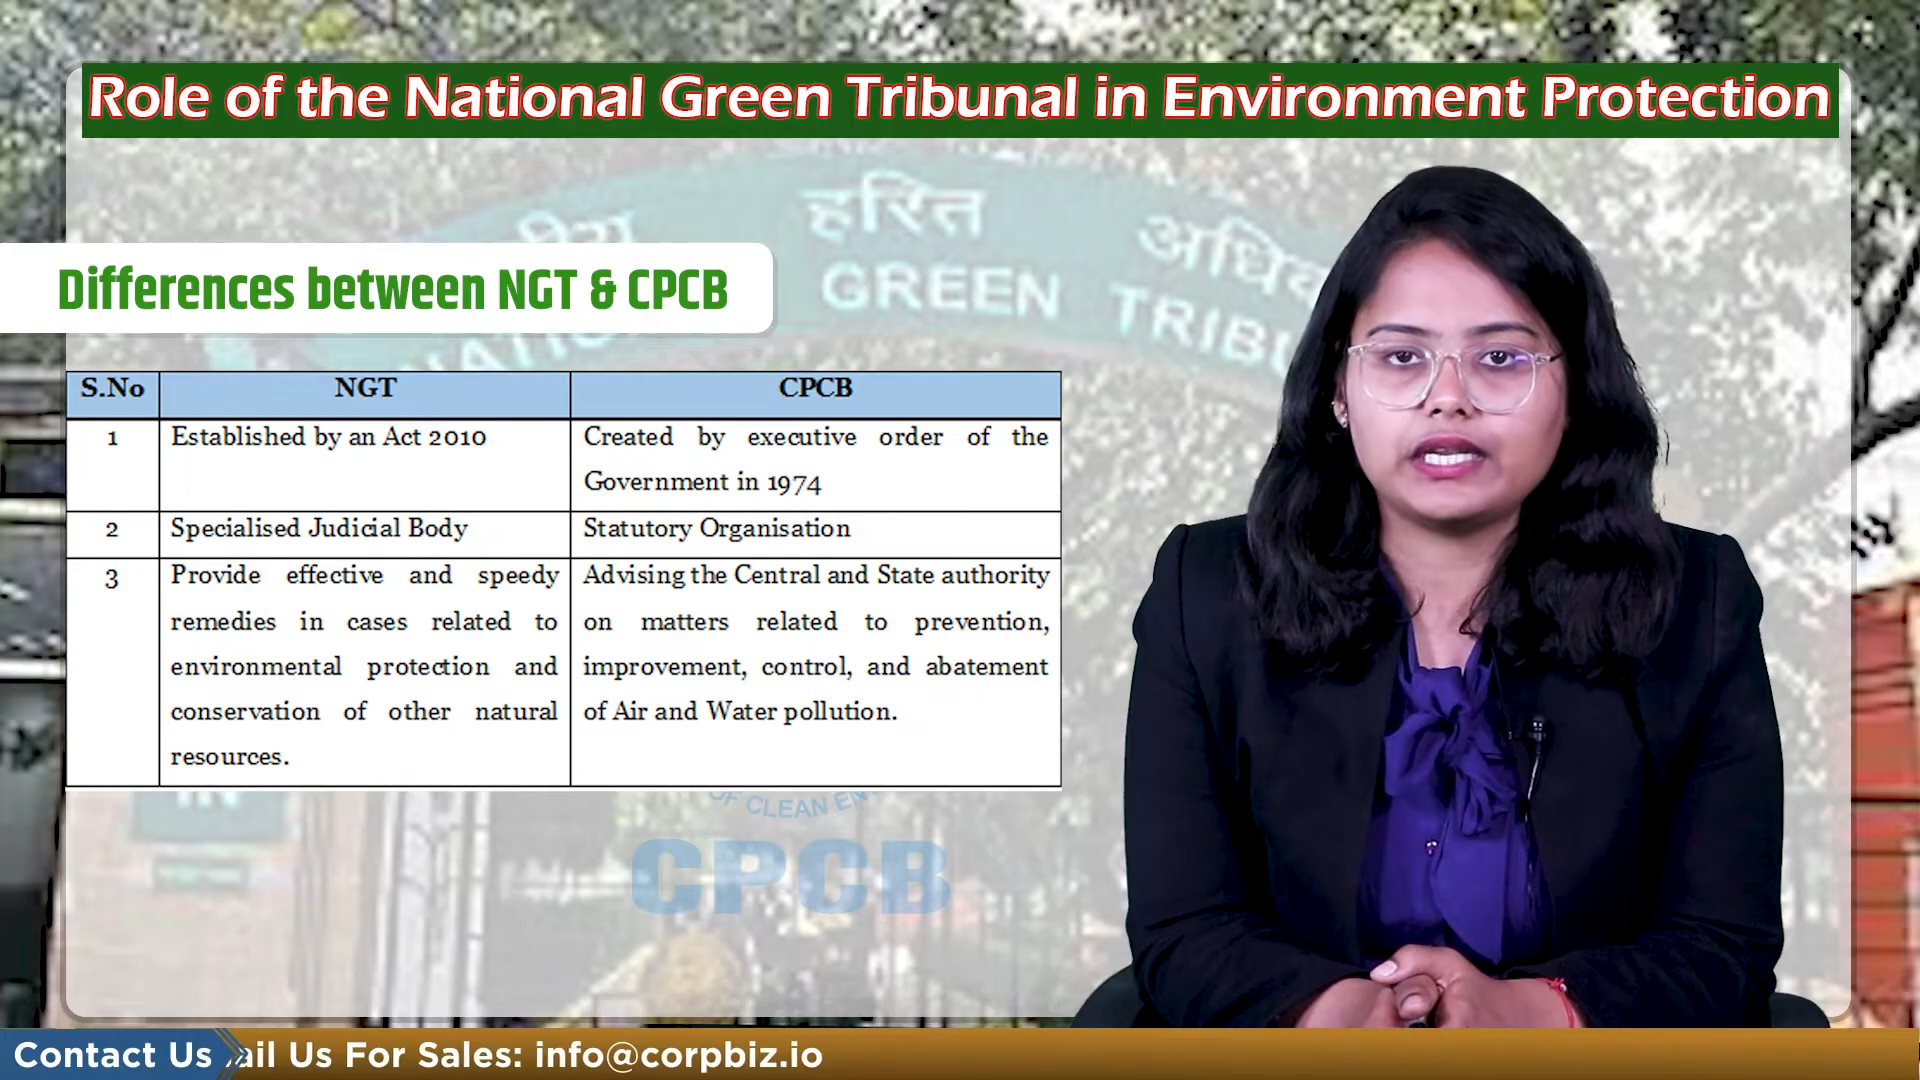 Role of the National Green Tribunal in Environment Protection
हरित
GREEN TRIBU
Differences between NGT & CPCB
S.No NGT CPCB
1 Established by an Act 2010 Created by executive order of the
Government in 1974
2 Specialised Judicial Body Statutory Organisation
3 Provide effective and speedy Advising the Central and State authority
remedies in cases related to on matters related to prevention,
environmental protection and improvement, control, and abatement
conservation of other natural of Air and Water pollution.
resources.
OF CLEAN EN
CPCB
Contact Us ail Us For Sales: info@corpbiz.io